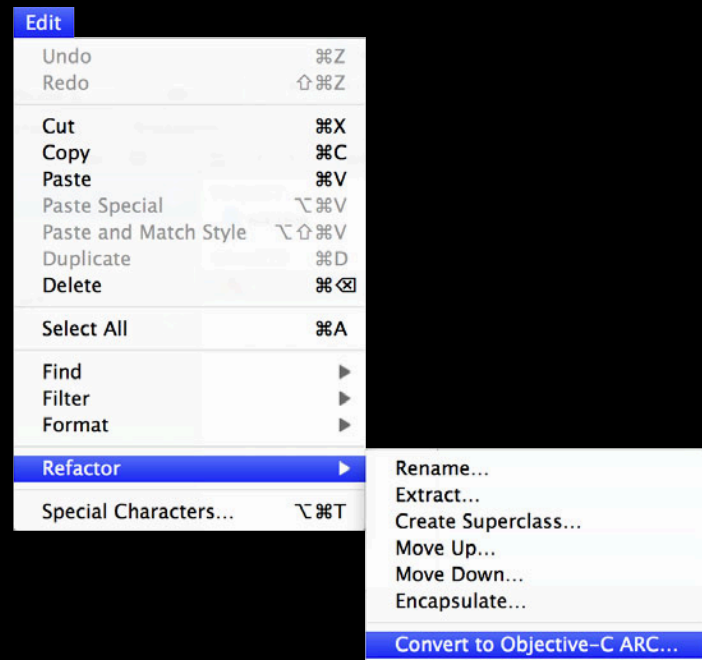 Edit
Undo ⌘Z
Redo ⇧⌘Z
Cut ⌘X
Copy ⌘C
Paste ⌘V
Paste Special ⌥⌘V
Paste and Match Style ⌥⇧⌘V
Duplicate ⌘D
Delete ⌘⌫
Select All ⌘A
Find
Filter
Format
Refactor
Special Characters... ⌥⌘T
Rename...
Extract...
Create Superclass...
Move Up...
Move Down...
Encapsulate...
Convert to Objective-C ARC...